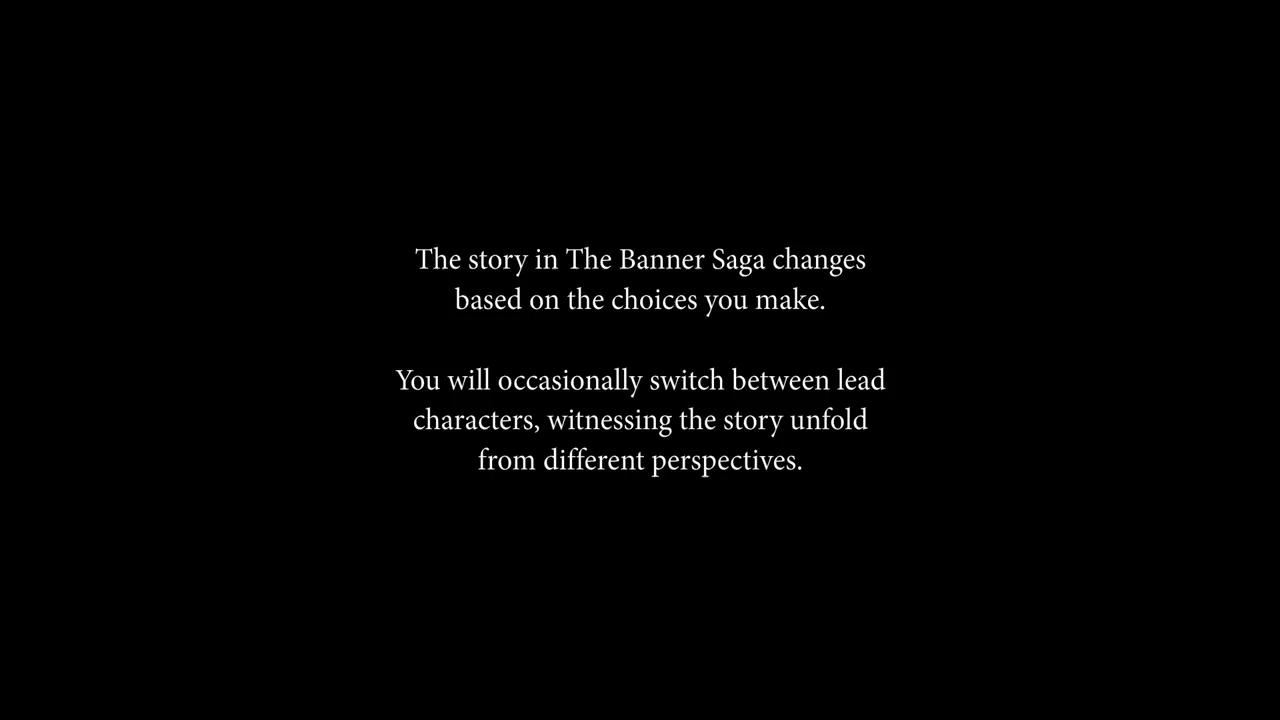 The story in The Banner Saga changes
based on the choices you make.
You will occasionally switch between lead
characters, witnessing the story unfold
from different perspectives.